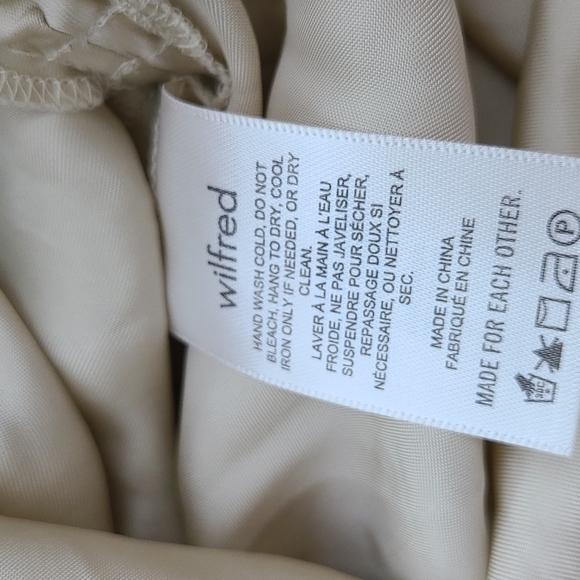 wilfred
HAND WASH COLD, DO NOT
BLEACH, HANG TO DRY, COOL
IRON ONLY IF NEEDED, OR DRY
CLEAN.
LAVER À LA MAIN À L'EAU
FROIDE, NE PAS JAVELISER,
SUSPENDRE POUR SÉCHER,
REPASSAGE DOUX SI
NÉCESSAIRE, OU NETTOYER À
SEC.
MADE IN CHINA
FABRIQUÉ EN CHINE
MADE FOR EACH OTHER.
P